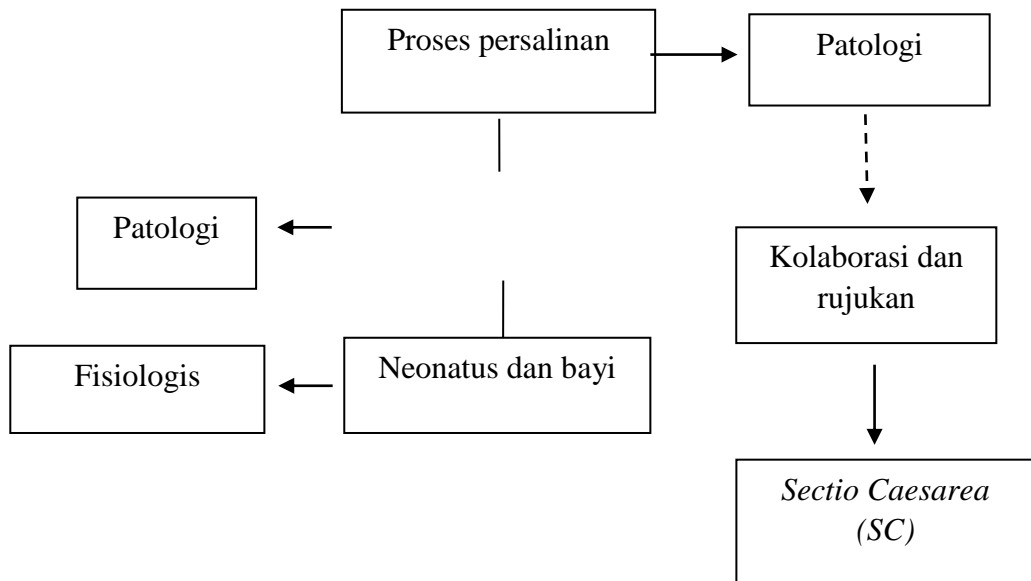 Proses persalinan
Patologi
Patologi
Kolaborasi dan
rujukan
Fisiologis
Neonatus dan bayi
Sectio Caesarea
(SC)